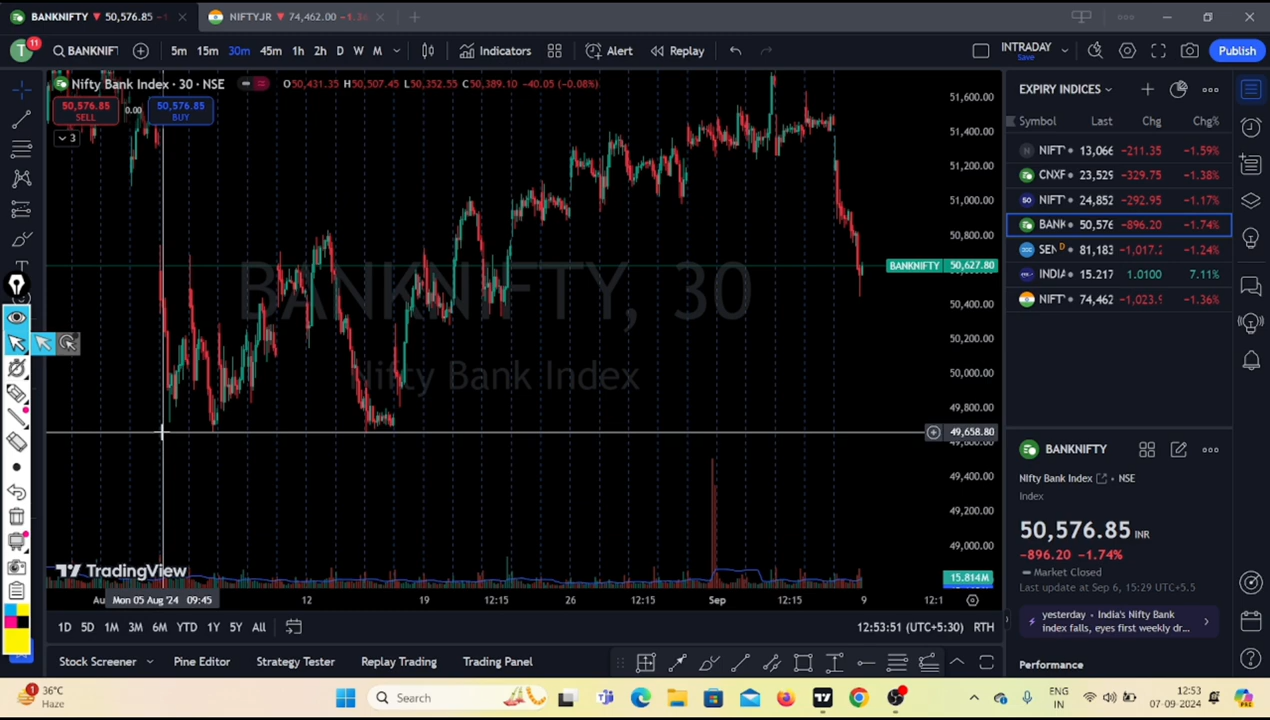 BANKNIFTY ▼ 50,576.85 −1
NIFTYJR ▼ 74,462.00 −1.3
T 11
BANKNIFT
5m 15m 30m 45m 1h 2h D W M
Indicators
Alert
Replay
INTRADAY
Save
Publish
Nifty Bank Index · 30 · NSE
O50,431.35 H50,507.45 L50,352.55 C50,389.10 −40.05 (−0.08%)
50,576.85
SELL
0.00
50,576.85
BUY
3
BANKNIFTY, 30
Nifty Bank Index
51,600.00
51,400.00
51,200.00
51,000.00
50,800.00
BANKNIFTY 50,627.80
50,400.00
50,200.00
50,000.00
49,800.00
49,658.80
49,400.00
49,200.00
49,000.00
15.814M
TradingView
Au
Mon 05 Aug '24 09:45
12 12:15 19 12:15 26 12:15 Sep 12:15 9 12:1
1D 5D 1M 3M 6M YTD 1Y 5Y All
12:53:51 (UTC+5:30) RTH
Stock Screener
Pine Editor
Strategy Tester
Replay Trading
Trading Panel
EXPIRY INDICES
Symbol Last Chg Chg%
NIFT 13,066 −211.35 −1.59%
CNXF 23,529 −329.75 −1.38%
NIFT 24,852 −292.95 −1.17%
BANK 50,576 −896.20 −1.74%
SEN D 81,183 −1,017.2 −1.24%
INDIA 15.217 1.0100 7.11%
NIFT 74,462 −1,023.9 −1.36%
BANKNIFTY
Nifty Bank Index · NSE
Index
50,576.85 INR
−896.20 −1.74%
Market Closed
Last update at Sep 6, 15:29 UTC+5.5
yesterday · India's Nifty Bank
index falls, eyes first weekly dr...
Performance
1
36°C
Haze
Search
ENG
IN
12:53
07-09-2024